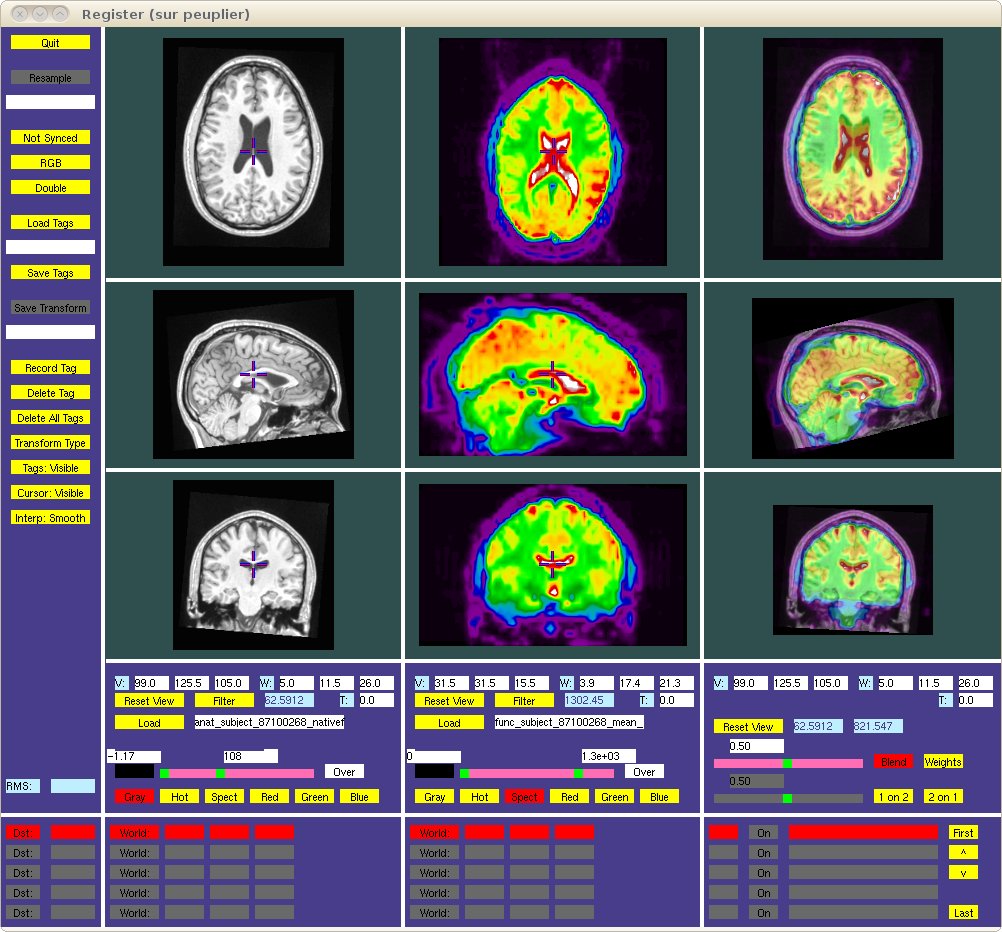 Register (sur peuplier)
Quit
Resample
Not Synced
RGB
Double
Load Tags
Save Tags
Save Transform
Record Tag
Delete Tag
Delete All Tags
Transform Type
Tags: Visible
Cursor: Visible
Interp: Smooth
RMS:
V: 99.0 125.5 105.0 W: 5.0 11.5 26.0
Reset View Filter 62.5912 T: 0.0
Load anat_subject_87100268_nativef
-1.17 108
Over
Gray Hot Spect Red Green Blue
V: 31.5 31.5 15.5 W: 3.9 17.4 21.3
Reset View Filter 1302.45 T: 0.0
Load func_subject_87100268_mean_
0 1.3e+03
Over
Gray Hot Spect Red Green Blue
V: 99.0 125.5 105.0 W: 5.0 11.5 26.0
T: 0.0
Reset View 62.5912 821.547
0.50
Blend Weights
0.50
1 on 2 2 on 1
Dst: World: World: On First
Dst: World: World: On ^
Dst: World: World: On v
Dst: World: World: On
Dst: World: World: On Last